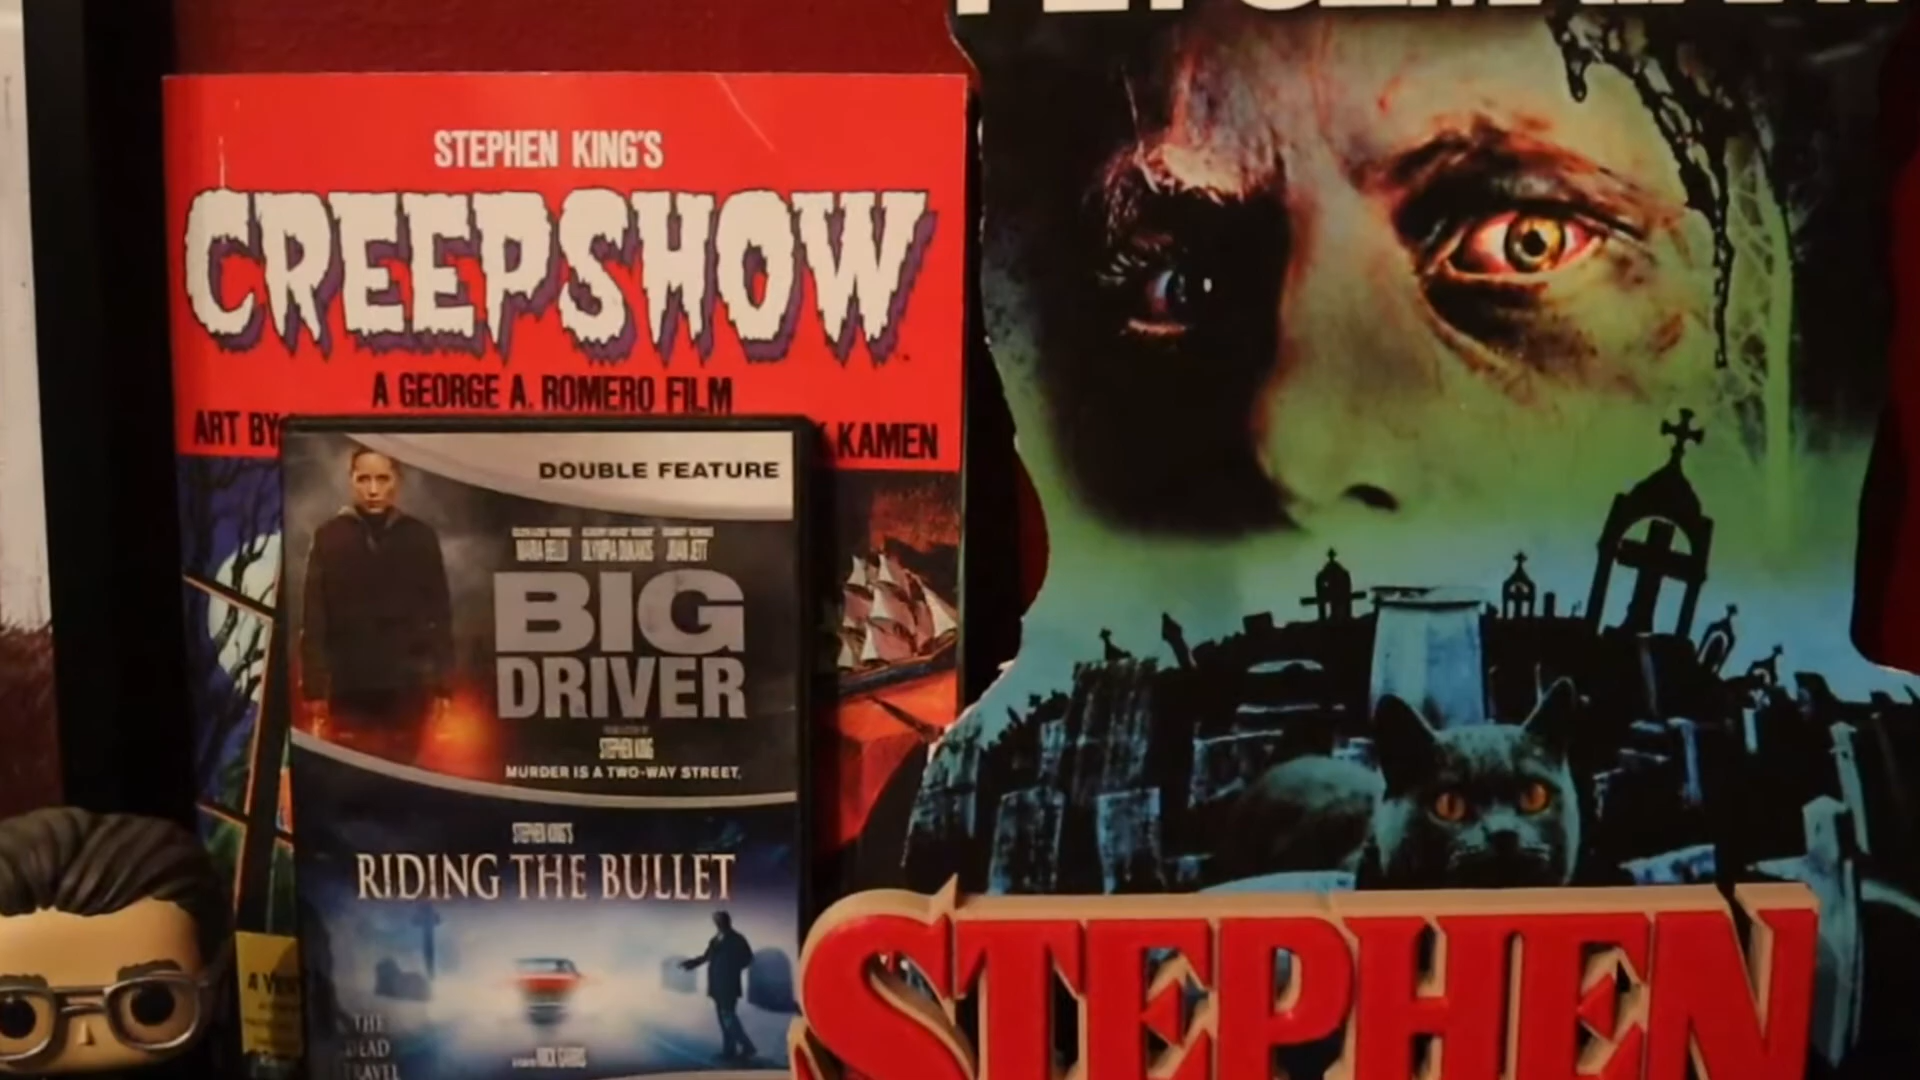 STEPHEN KING'S
CREEPSHOW
A GEORGE A. ROMERO FILM
ART BY
KAMEN
DOUBLE FEATURE
MARIA BELLO OLYMPIA DUKAKIS JOAN JETT
BIG
DRIVER
STEPHEN KING
MURDER IS A TWO-WAY STREET.
STEPHEN KING'S
RIDING THE BULLET
THE
DEAD
TRAVEL
MICK GARRIS
STEPHEN